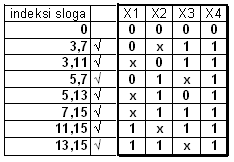 indeksi sloga X1 X2 X3 X4
0 0 0 0 0
3,7 √ 0 x 1 1
3,11 √ x 0 1 1
5,7 √ 0 1 x 1
5,13 √ x 1 0 1
7,15 √ x 1 1 1
11,15 √ 1 x 1 1
13,15 √ 1 1 x 1